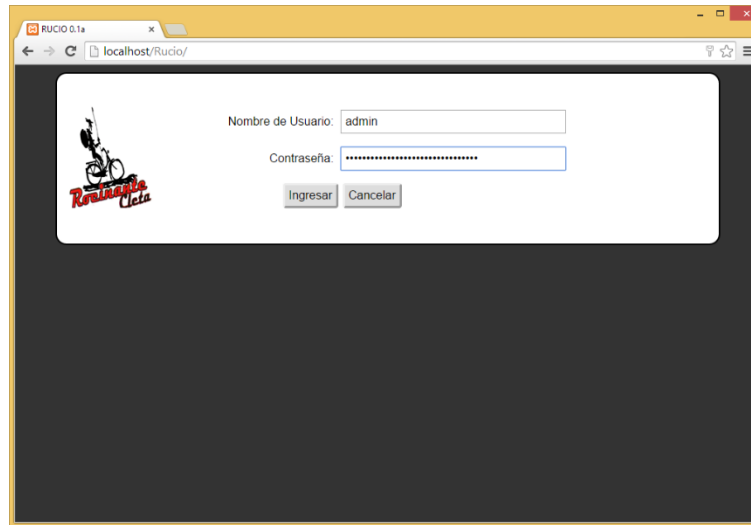 RUCIO 0.1a
localhost/Rucio/
Nombre de Usuario: admin
Contraseña: ••••••••••••••••••••••••••••••••
Ingresar Cancelar
Rocinante
Cleta